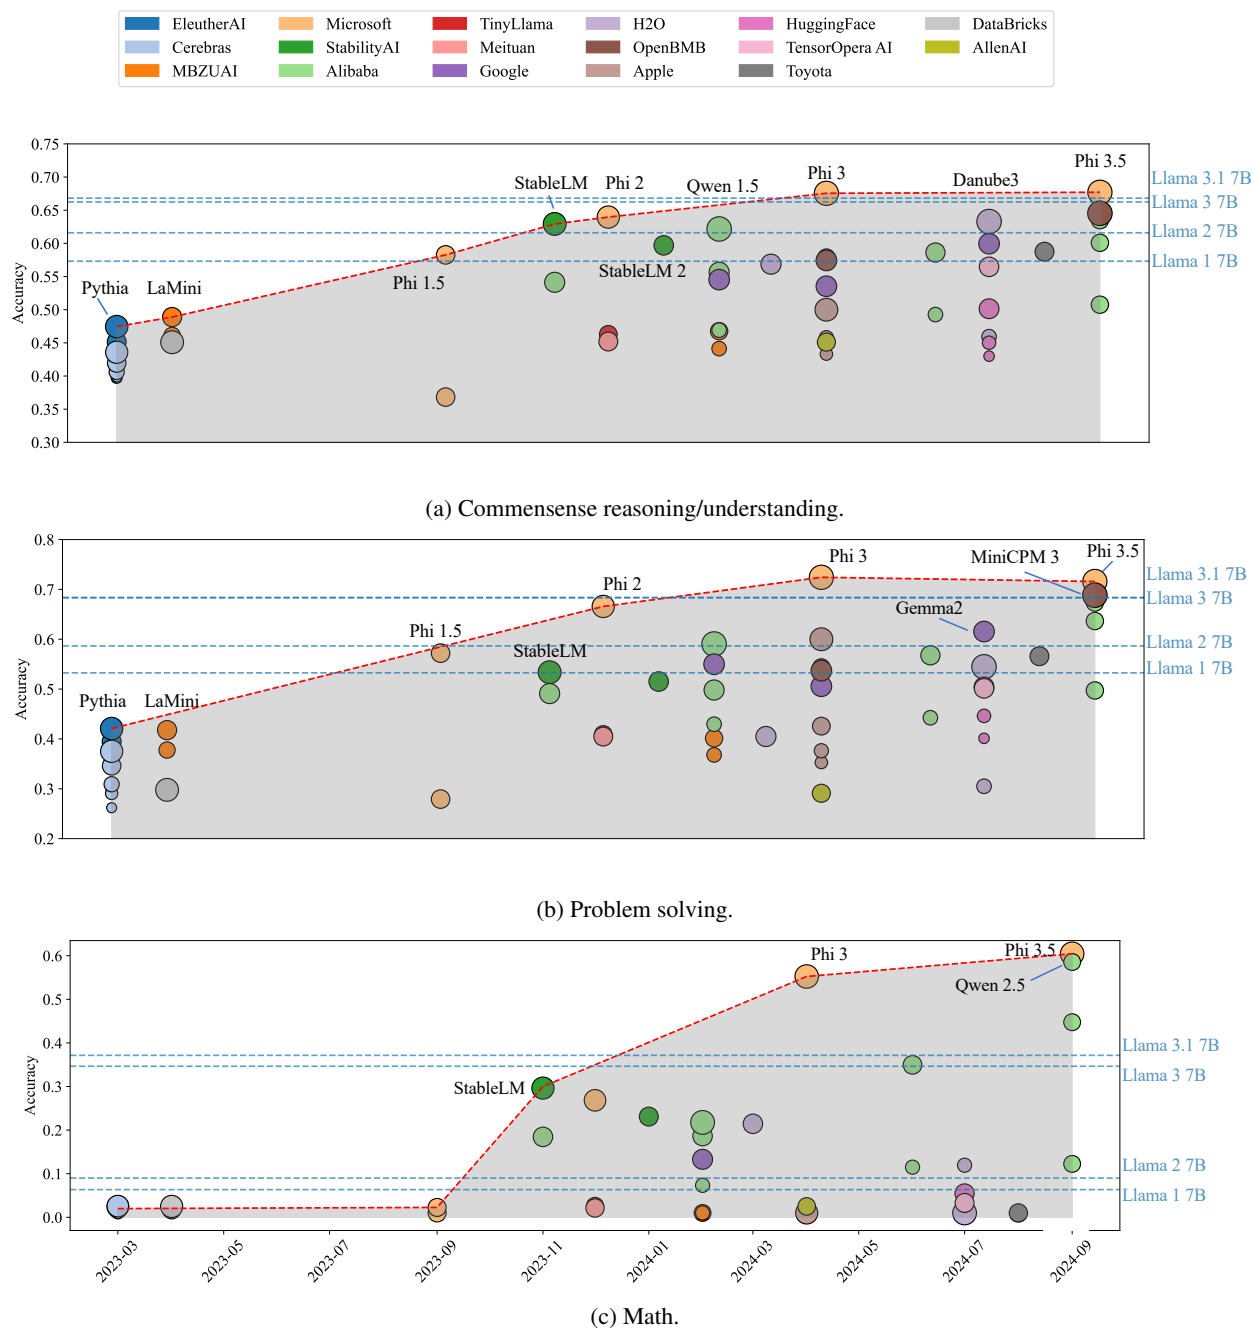 EleutherAI Microsoft TinyLlama H2O HuggingFace DataBricks
Cerebras StabilityAI Meituan OpenBMB TensorOpera AI AllenAI
MBZUAI Alibaba Google Apple Toyota
Accuracy
0.75
0.70
0.65
0.60
0.55
0.50
0.45
0.40
0.35
0.30
Pythia
LaMini
Phi 1.5
StableLM
Phi 2
StableLM 2
Qwen 1.5
Phi 3
Danube3
Phi 3.5
Llama 3.1 7B
Llama 3 7B
Llama 2 7B
Llama 1 7B
(a) Commensense reasoning/understanding.
Accuracy
0.8
0.7
0.6
0.5
0.4
0.3
0.2
Pythia
LaMini
Phi 1.5
StableLM
Phi 2
Phi 3
Gemma2
MiniCPM 3
Phi 3.5
Llama 3.1 7B
Llama 3 7B
Llama 2 7B
Llama 1 7B
(b) Problem solving.
Accuracy
0.6
0.5
0.4
0.3
0.2
0.1
0.0
StableLM
Phi 3
Phi 3.5
Qwen 2.5
Llama 3.1 7B
Llama 3 7B
Llama 2 7B
Llama 1 7B
2023-03 2023-05 2023-07 2023-09 2023-11 2024-01 2024-03 2024-05 2024-07 2024-09
(c) Math.